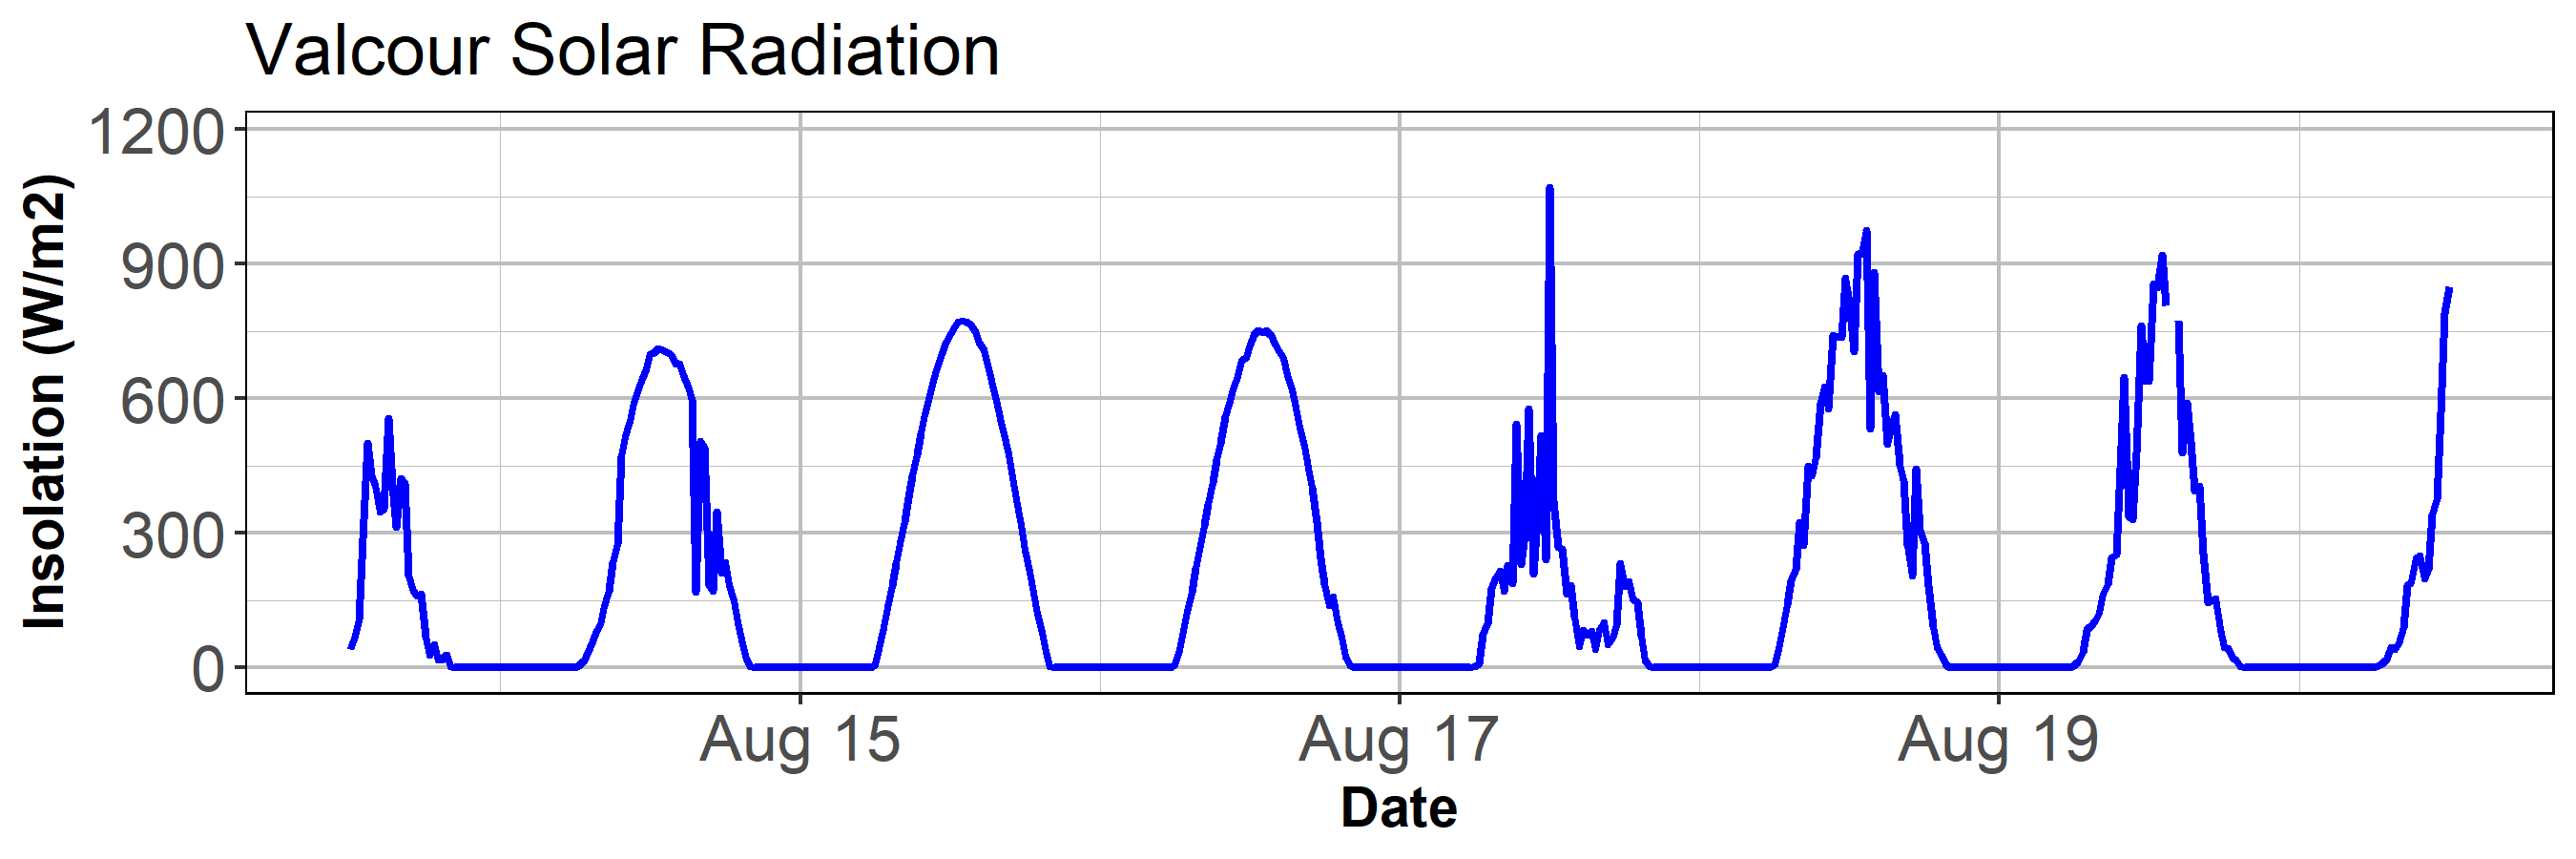 Valcour Solar Radiation
Insolation (W/m2)
1200
900
600
300
0
Aug 15
Aug 17
Aug 19
Date